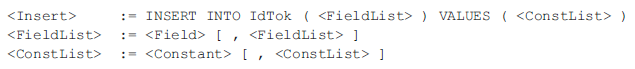 <Insert> := INSERT INTO IdTok ( <FieldList> ) VALUES ( <ConstList> )
<FieldList> := <Field> [ , <FieldList> ]
<ConstList> := <Constant> [ , <ConstList> ]